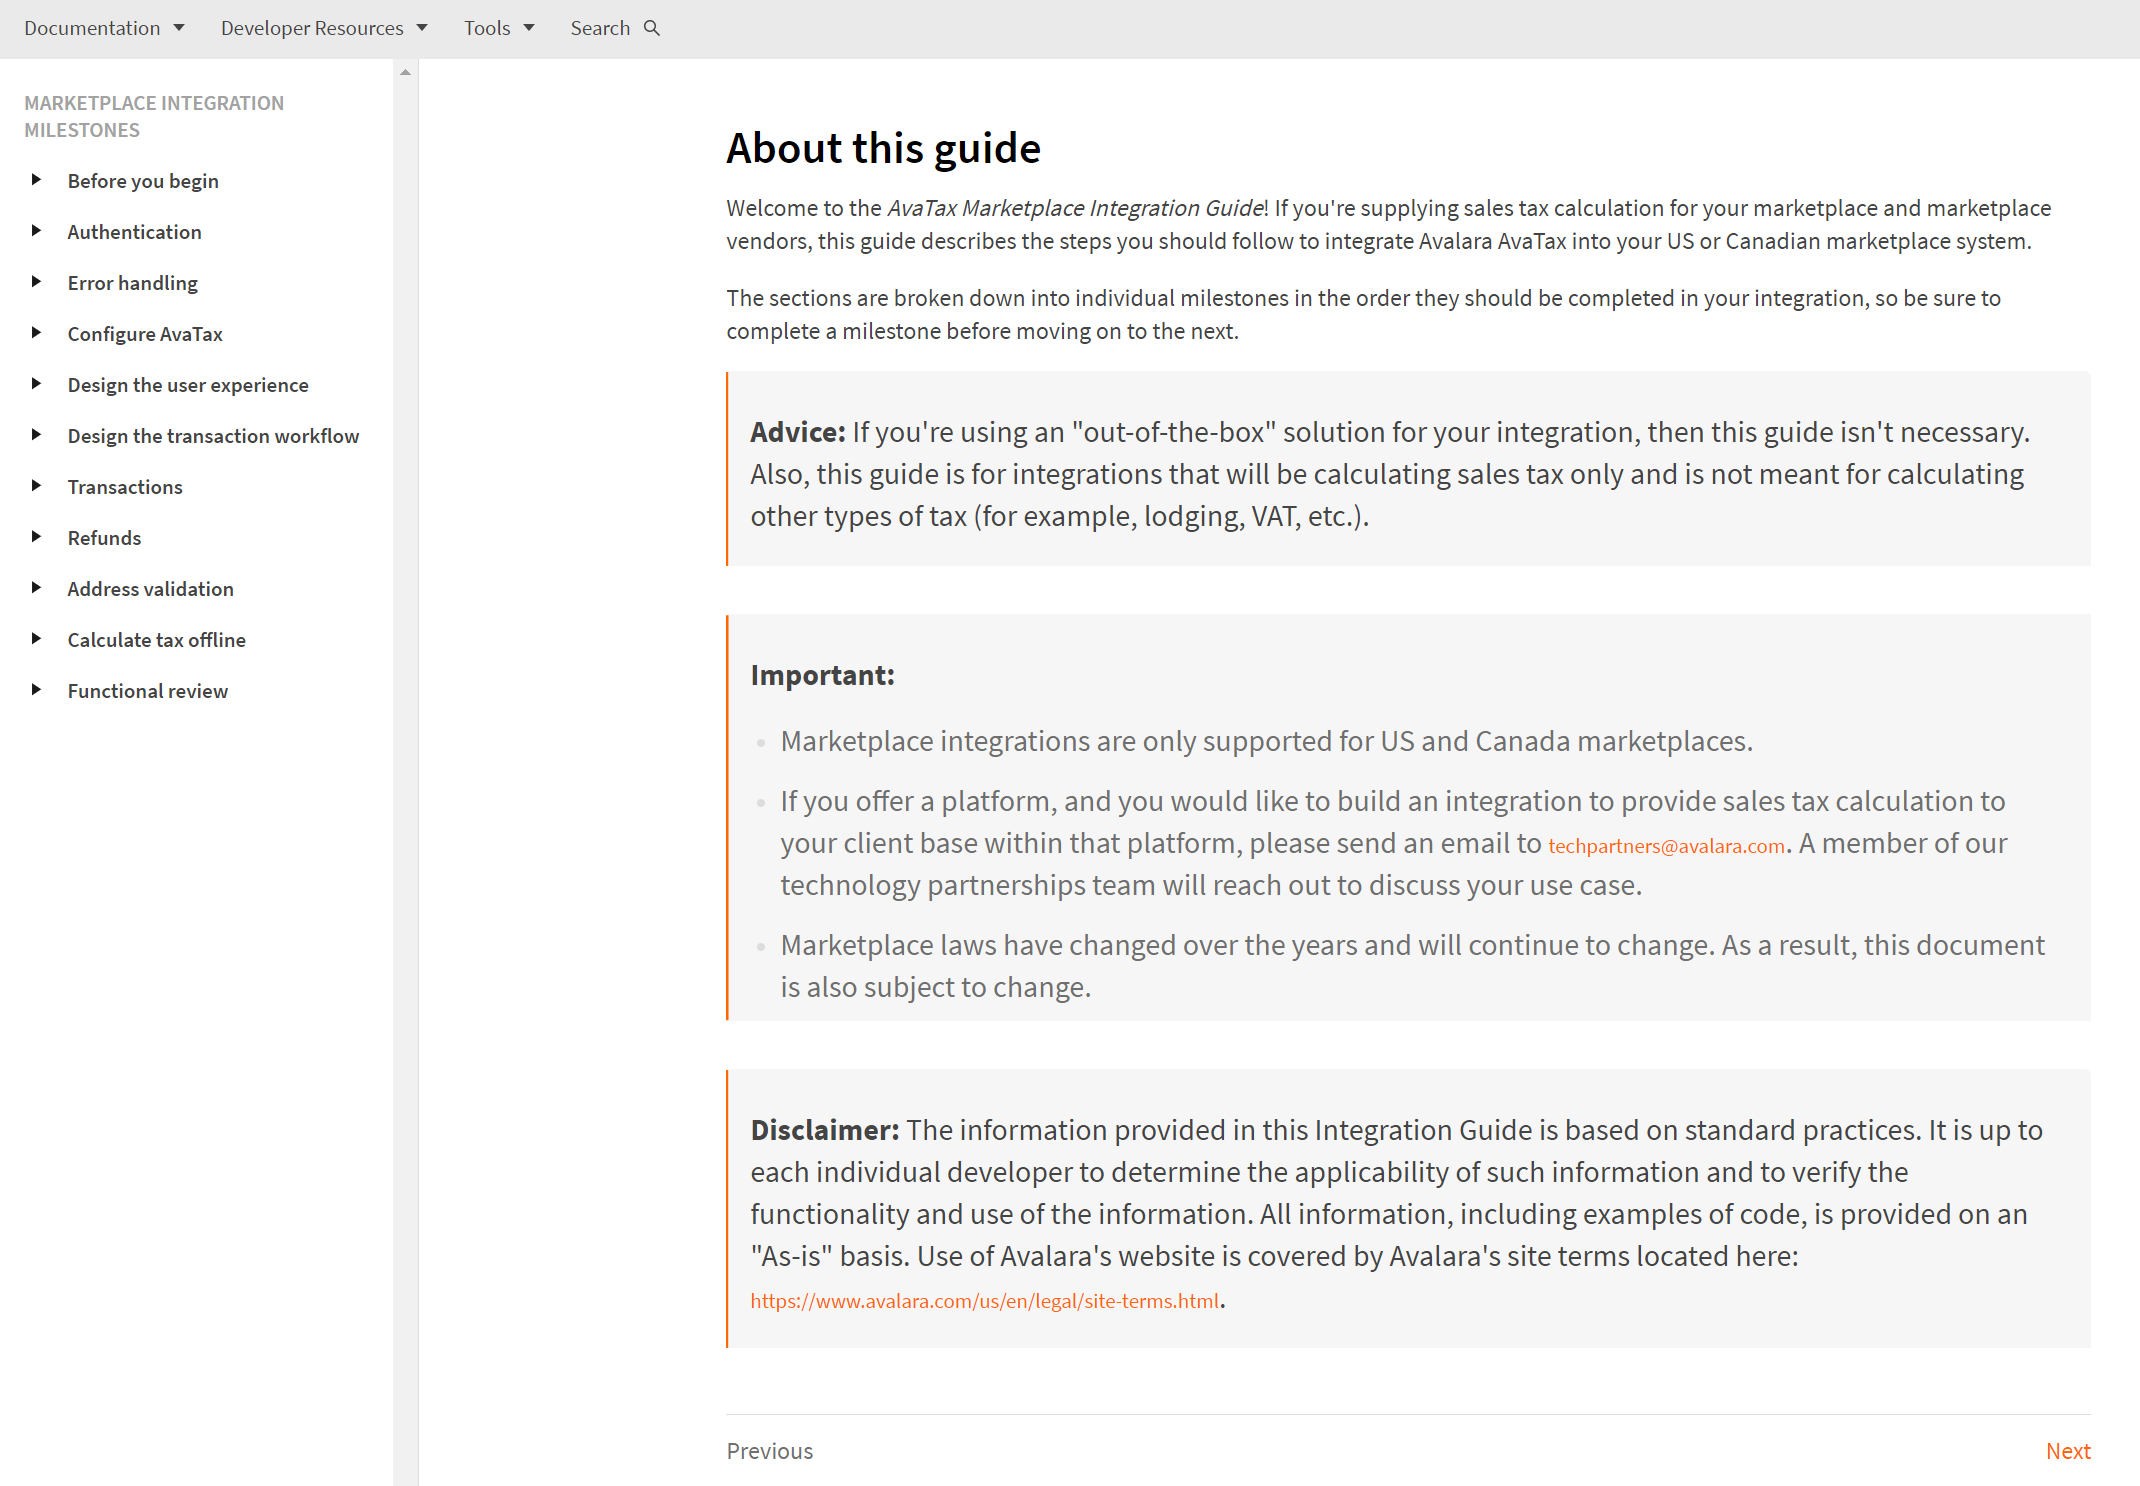 Documentation
Developer Resources
Tools
Search
MARKETPLACE INTEGRATION
MILESTONES
Before you begin
Authentication
Error handling
Configure AvaTax
Design the user experience
Design the transaction workflow
Transactions
Refunds
Address validation
Calculate tax offline
Functional review
About this guide
Welcome to the AvaTax Marketplace Integration Guide! If you're supplying sales tax calculation for your marketplace and marketplace
vendors, this guide describes the steps you should follow to integrate Avalara AvaTax into your US or Canadian marketplace system.
The sections are broken down into individual milestones in the order they should be completed in your integration, so be sure to
complete a milestone before moving on to the next.
Advice: If you're using an "out-of-the-box" solution for your integration, then this guide isn't necessary.
Also, this guide is for integrations that will be calculating sales tax only and is not meant for calculating
other types of tax (for example, lodging, VAT, etc.).
Important:
• Marketplace integrations are only supported for US and Canada marketplaces.
• If you offer a platform, and you would like to build an integration to provide sales tax calculation to
your client base within that platform, please send an email to techpartners@avalara.com. A member of our
technology partnerships team will reach out to discuss your use case.
• Marketplace laws have changed over the years and will continue to change. As a result, this document
is also subject to change.
Disclaimer: The information provided in this Integration Guide is based on standard practices. It is up to
each individual developer to determine the applicability of such information and to verify the
functionality and use of the information. All information, including examples of code, is provided on an
"As-is" basis. Use of Avalara's website is covered by Avalara's site terms located here:
https://www.avalara.com/us/en/legal/site-terms.html.
Previous
Next